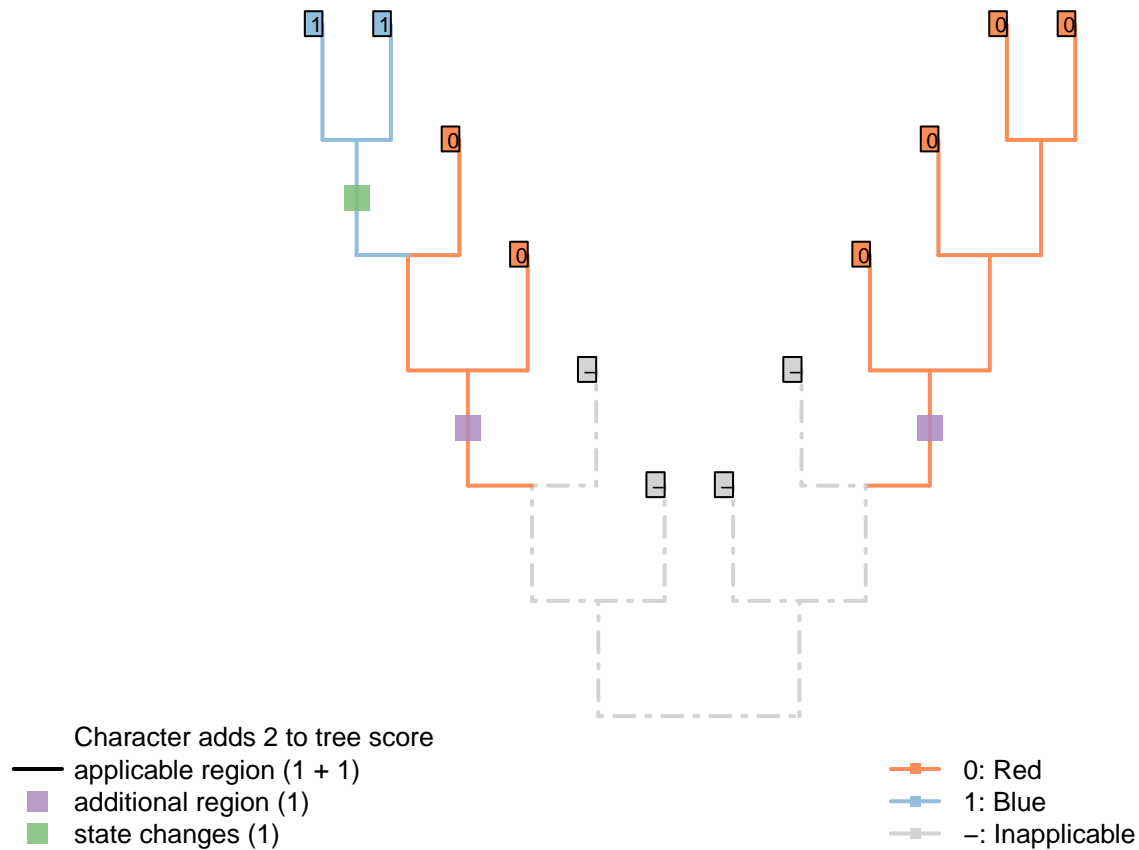 1 1 0 0
0 0
0 0
– –
– –
Character adds 2 to tree score
applicable region (1 + 1)
additional region (1)
state changes (1)
0: Red
1: Blue
–: Inapplicable